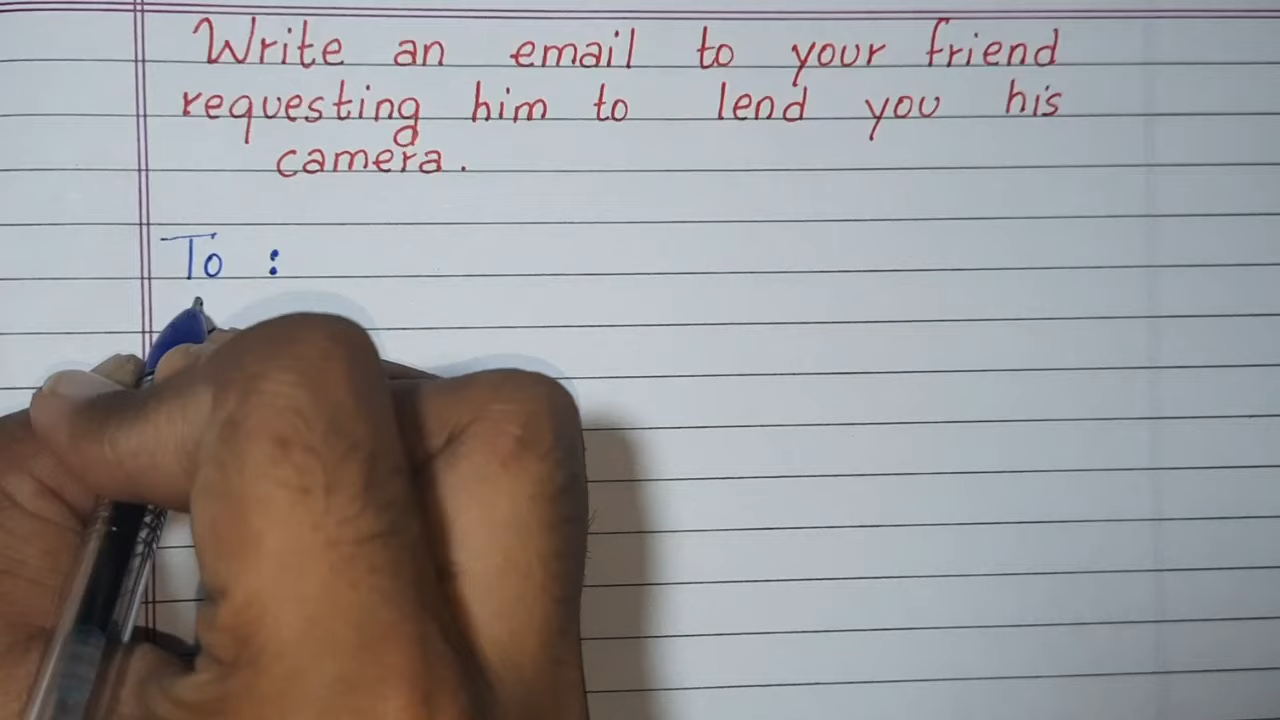 Write an email to your friend
requesting him to lend you his
camera.
To :